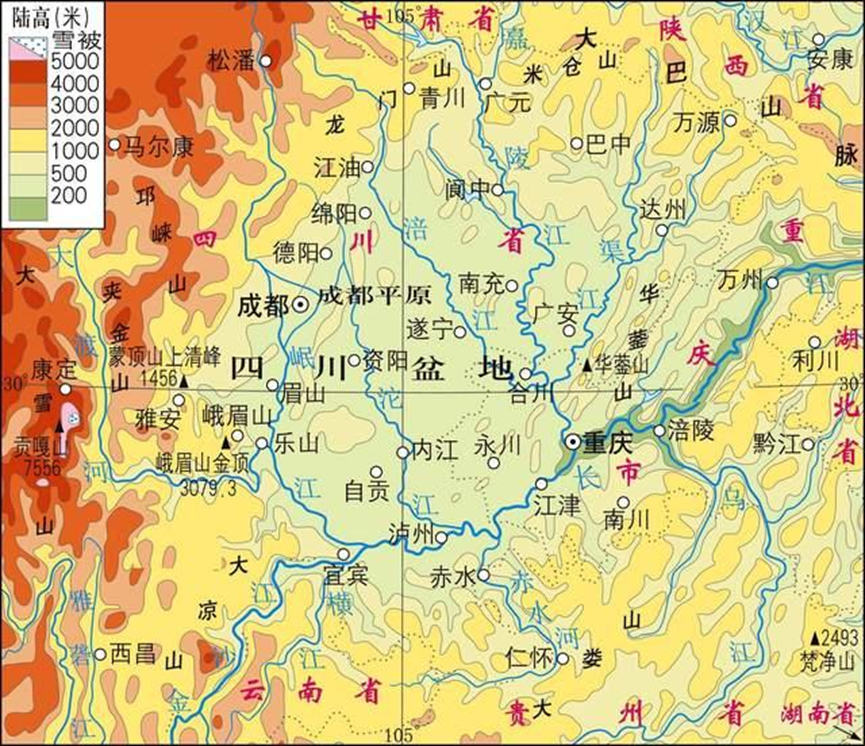 陆高(米)
雪被
5000
4000
3000
2000
1000
500
200
105°
甘肃省
陕西省
嘉陵江
汉江
安康
松潘
马尔康
龙门山
青川
广元
米仓山
大巴山脉
万源
巴中
江油
阆中
达州
绵阳
德阳
邛崃山
四川省
涪江
渠江
重庆市
成都
成都平原
南充
广安
华蓥山
万州
长江
遂宁
大渡河
夹金山
蒙顶山上清峰
1456
四川盆地
岷江
资阳
沱江
合川
华蓥山
利川
湖北省
30°
30°
康定
大雪山
贡嘎山
7556
眉山
雅安
峨眉山
峨眉山金顶
3079.3
乐山
内江
永川
重庆
涪陵
黔江
自贡
江津
南川
乌江
泸州
宜宾
赤水
赤水河
横江
大凉山
雅砻江
西昌
金沙江
仁怀
大娄山
2493
梵净山
云南省
贵州省
湖南省
105